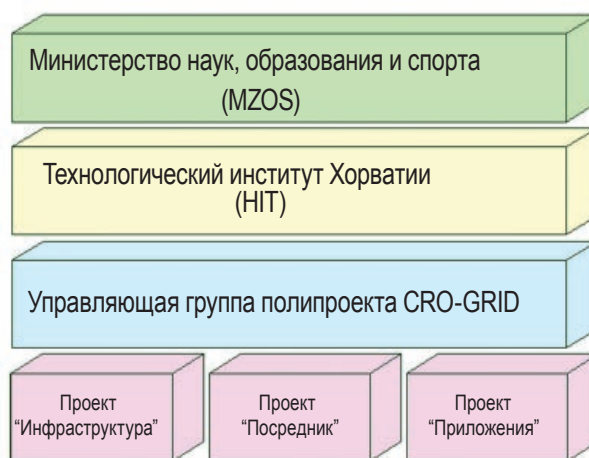 Министерство наук, образования и спорта
(MZOS)
Технологический институт Хорватии
(HIT)
Управляющая группа полипроекта CRO-GRID
Проект
“Инфраструктура”
Проект
“Посредник”
Проект
“Приложения”